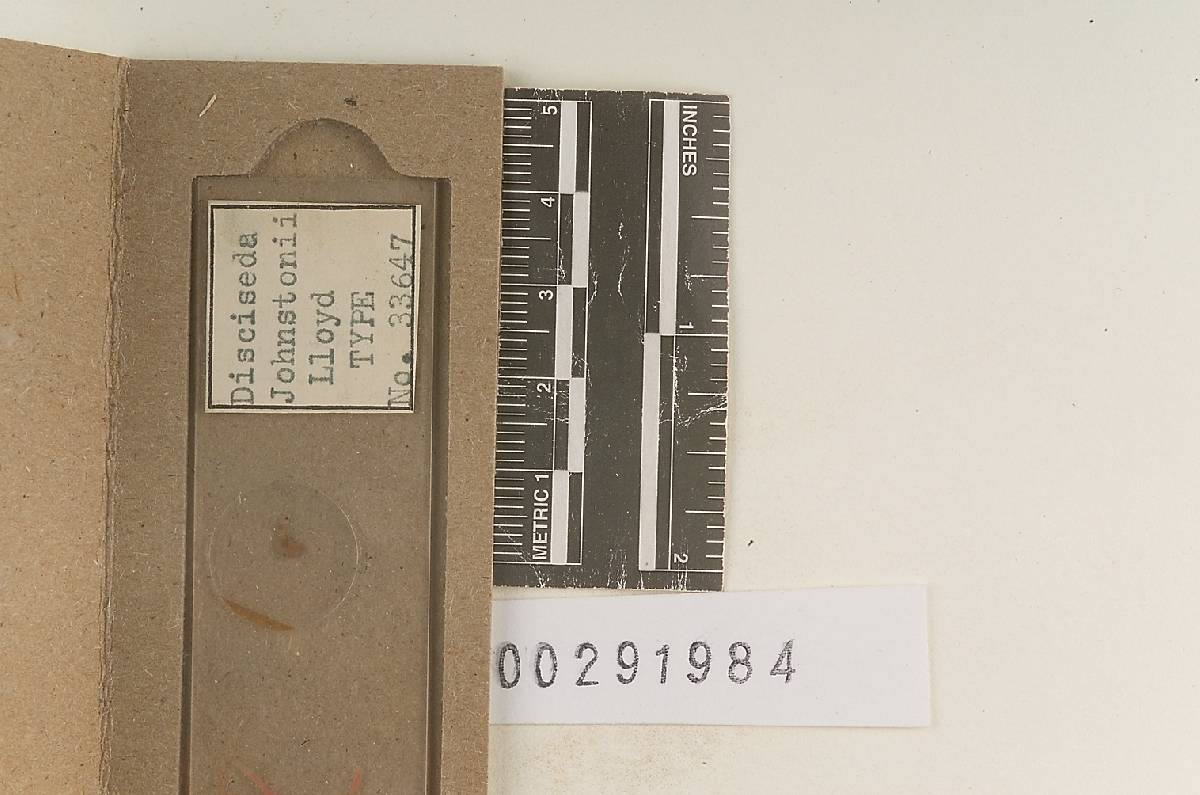 Disciseda
Johnstonii
Lloyd
TYPE
No. 33647
5
4
3
2
METRIC 1
INCHES
1
2
00291984